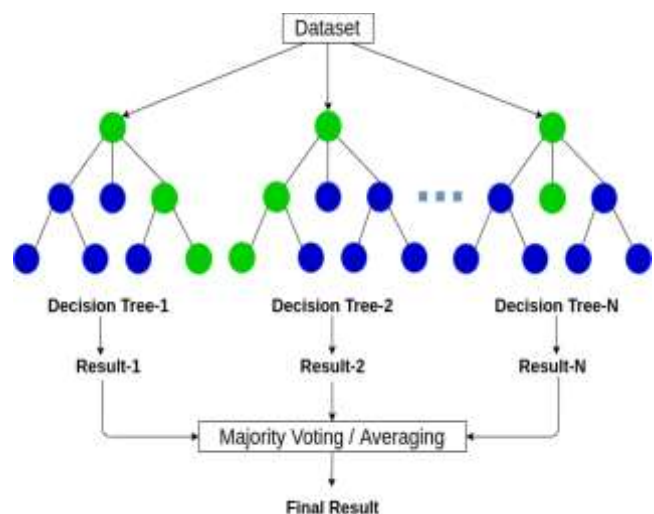 Dataset
Decision Tree-1
Decision Tree-2
Decision Tree-N
Result-1
Result-2
Result-N
Majority Voting / Averaging
Final Result